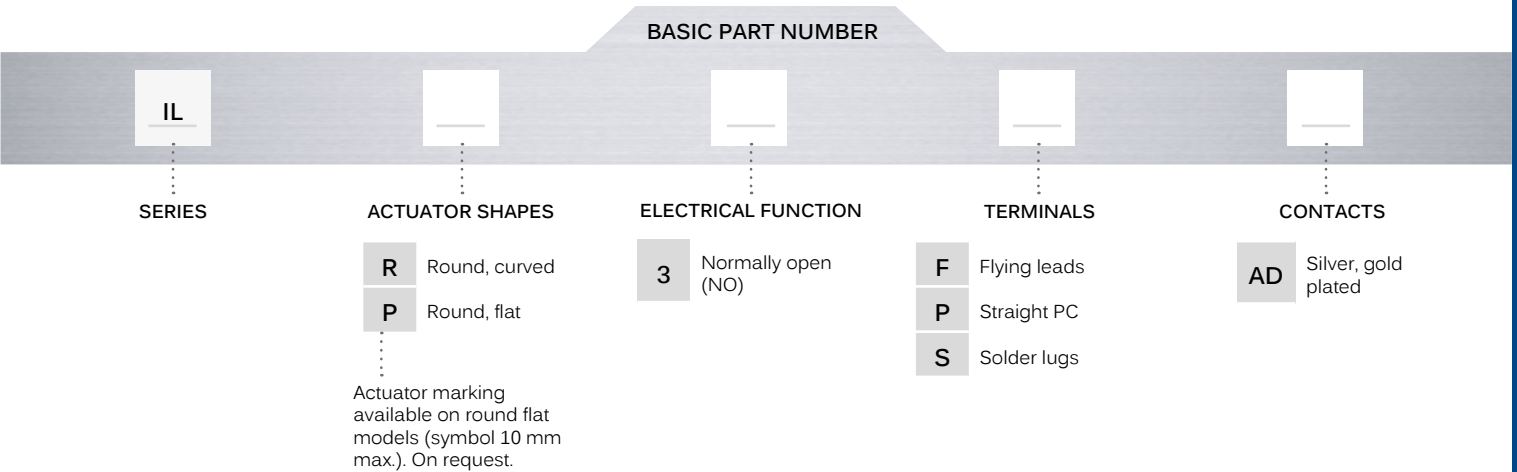 BASIC PART NUMBER
IL
SERIES
ACTUATOR SHAPES
R Round, curved
P Round, flat
Actuator marking
available on round flat
models (symbol 10 mm
max.). On request.
ELECTRICAL FUNCTION
3 Normally open
(NO)
TERMINALS
F Flying leads
P Straight PC
S Solder lugs
CONTACTS
AD Silver, gold
plated